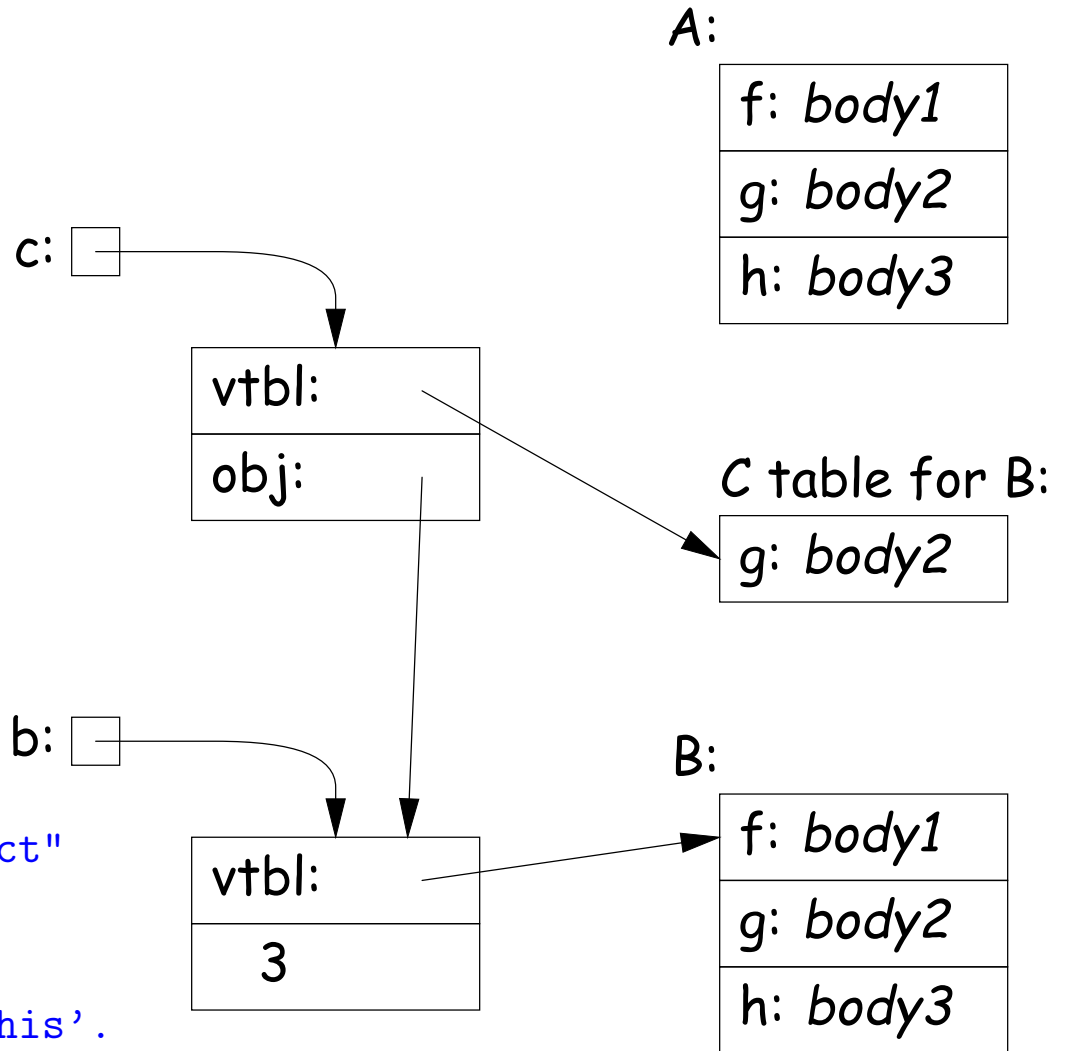 A:
f: body1
g: body2
h: body3
c:
vtbl:
obj:
C table for B:
g: body2
b:
B:
ct"
vtbl:
f: body1
3
g: body2
his’.
h: body3